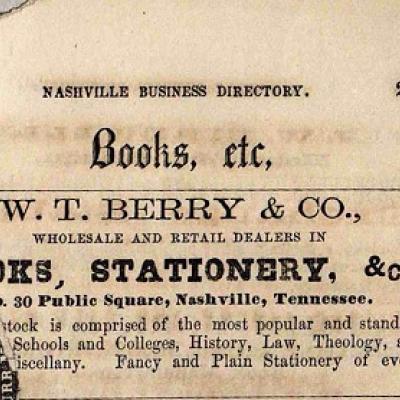 NASHVILLE BUSINESS DIRECTORY.
Books, etc,
W. T. BERRY & CO.,
WHOLESALE AND RETAIL DEALERS IN
OKS, STATIONERY, &c
o. 30 Public Square, Nashville, Tennessee.
stock is comprised of the most popular and stand
Schools and Colleges, History, Law, Theology,
iscellany. Fancy and Plain Stationery of eve